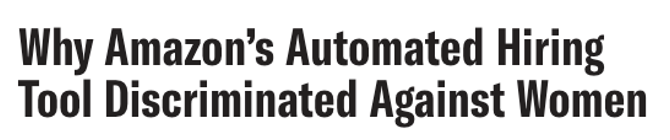 Why Amazon’s Automated Hiring
Tool Discriminated Against Women